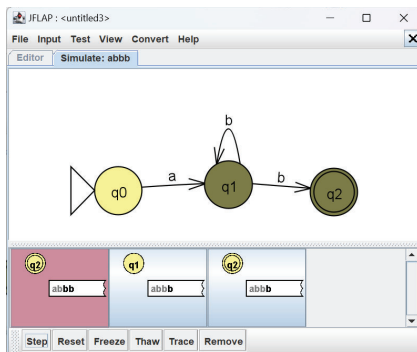 JFLAP : <untitled3>
File Input Test View Convert Help
Editor Simulate: abbb
b
a
b
q0
q1
q2
q2
q1
q2
abbb
abbb
abbb
Step Reset Freeze Thaw Trace Remove